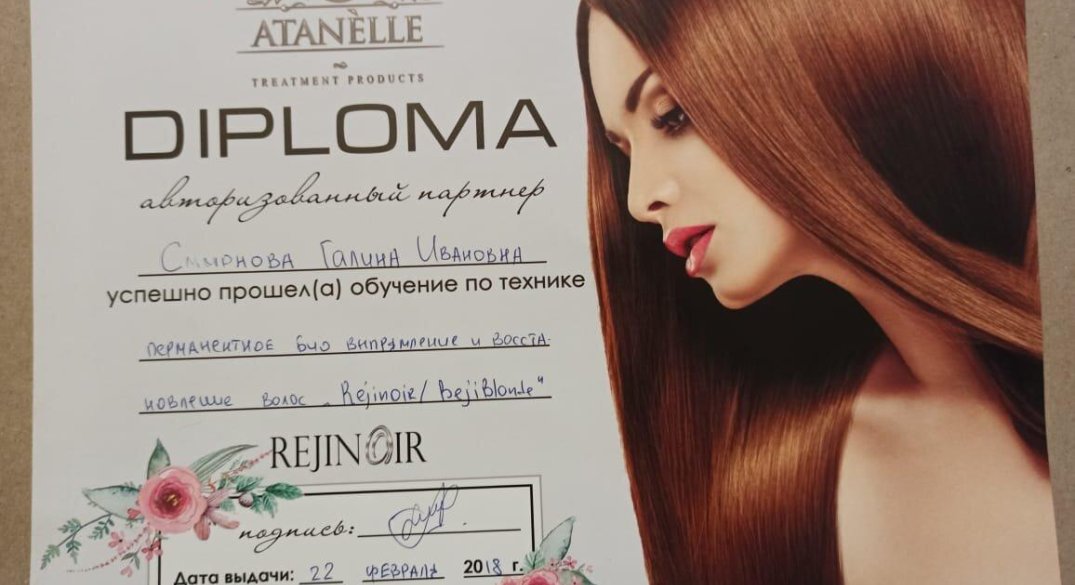 ATANÈLLE
TREATMENT PRODUCTS
DIPLOMA
авторизованный партнер
Смирнова Галина Ивановна
успешно прошел(а) обучение по технике
перманентное био выпрямление и восста-
новление волос „Rejinoir/BejiBlonde"
REJINOIR
подпись:
Дата выдачи: 22 февраля 2018 г.